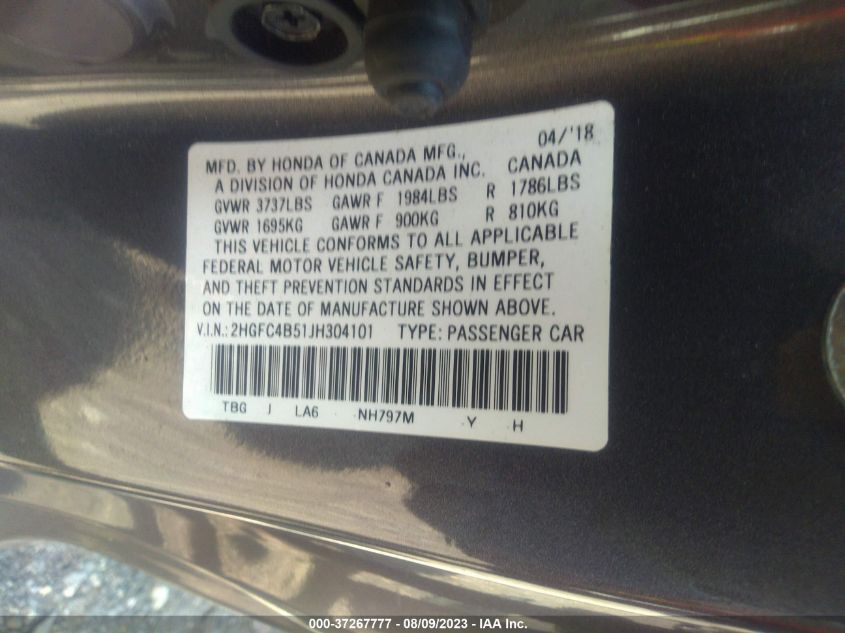 04/'18
MFD. BY HONDA OF CANADA MFG.,
A DIVISION OF HONDA CANADA INC. CANADA
GVWR 3737LBS GAWR F 1984LBS R 1786LBS
GVWR 1695KG GAWR F 900KG R 810KG
THIS VEHICLE CONFORMS TO ALL APPLICABLE
FEDERAL MOTOR VEHICLE SAFETY, BUMPER,
AND THEFT PREVENTION STANDARDS IN EFFECT
ON THE DATE OF MANUFACTURE SHOWN ABOVE.
V.I.N.: 2HGFC4B51JH304101 TYPE: PASSENGER CAR
TBG J LA6 NH797M Y H
000-37267777 - 08/09/2023 - IAA Inc.